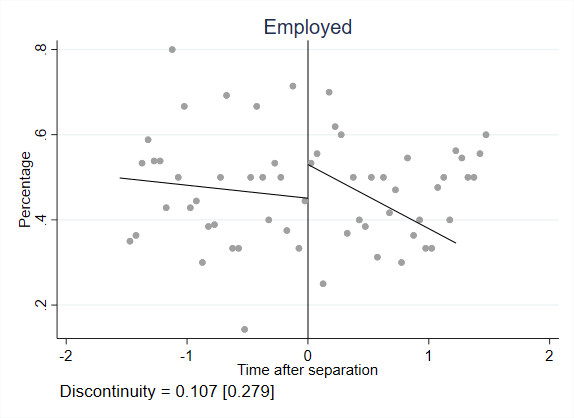 Employed
Percentage
.8
.6
.4
.2
-2 -1 0 1 2
Time after separation
Discontinuity = 0.107 [0.279]